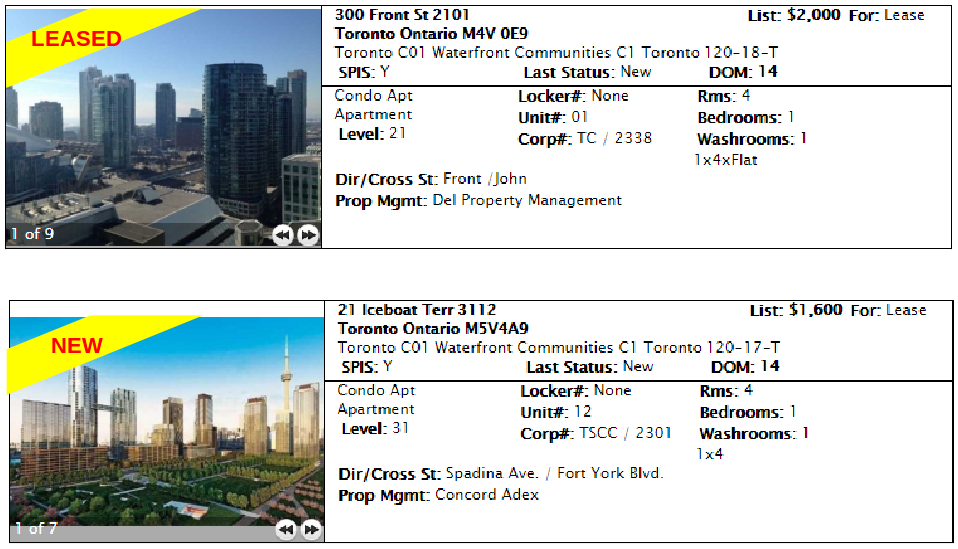 LEASED
300 Front St 2101 List: $2,000 For: Lease
Toronto Ontario M4V 0E9
Toronto C01 Waterfront Communities C1 Toronto 120-18-T
SPIS: Y Last Status: New DOM: 14
Condo Apt Locker#: None Rms: 4
Apartment Unit#: 01 Bedrooms: 1
Level: 21 Corp#: TC / 2338 Washrooms: 1
1x4xFlat
Dir/Cross St: Front /John
Prop Mgmt: Del Property Management
1 of 9
NEW
21 Iceboat Terr 3112 List: $1,600 For: Lease
Toronto Ontario M5V4A9
Toronto C01 Waterfront Communities C1 Toronto 120-17-T
SPIS: Y Last Status: New DOM: 14
Condo Apt Locker#: None Rms: 4
Apartment Unit#: 12 Bedrooms: 1
Level: 31 Corp#: TSCC / 2301 Washrooms: 1
1x4
Dir/Cross St: Spadina Ave. / Fort York Blvd.
Prop Mgmt: Concord Adex
1 of 7